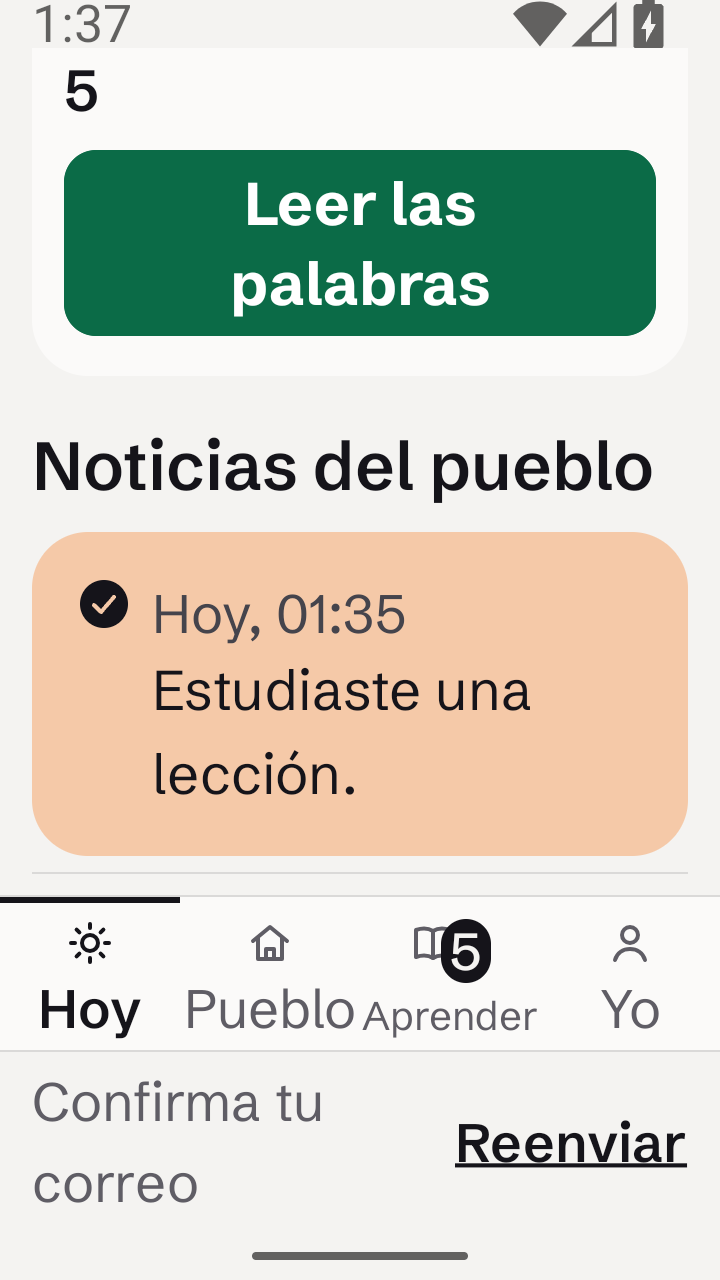 1:37
5
Leer las
palabras
Noticias del pueblo
Hoy, 01:35
Estudiaste una
lección.
5
Hoy
Pueblo
Aprender
Yo
Confirma tu
correo
Reenviar